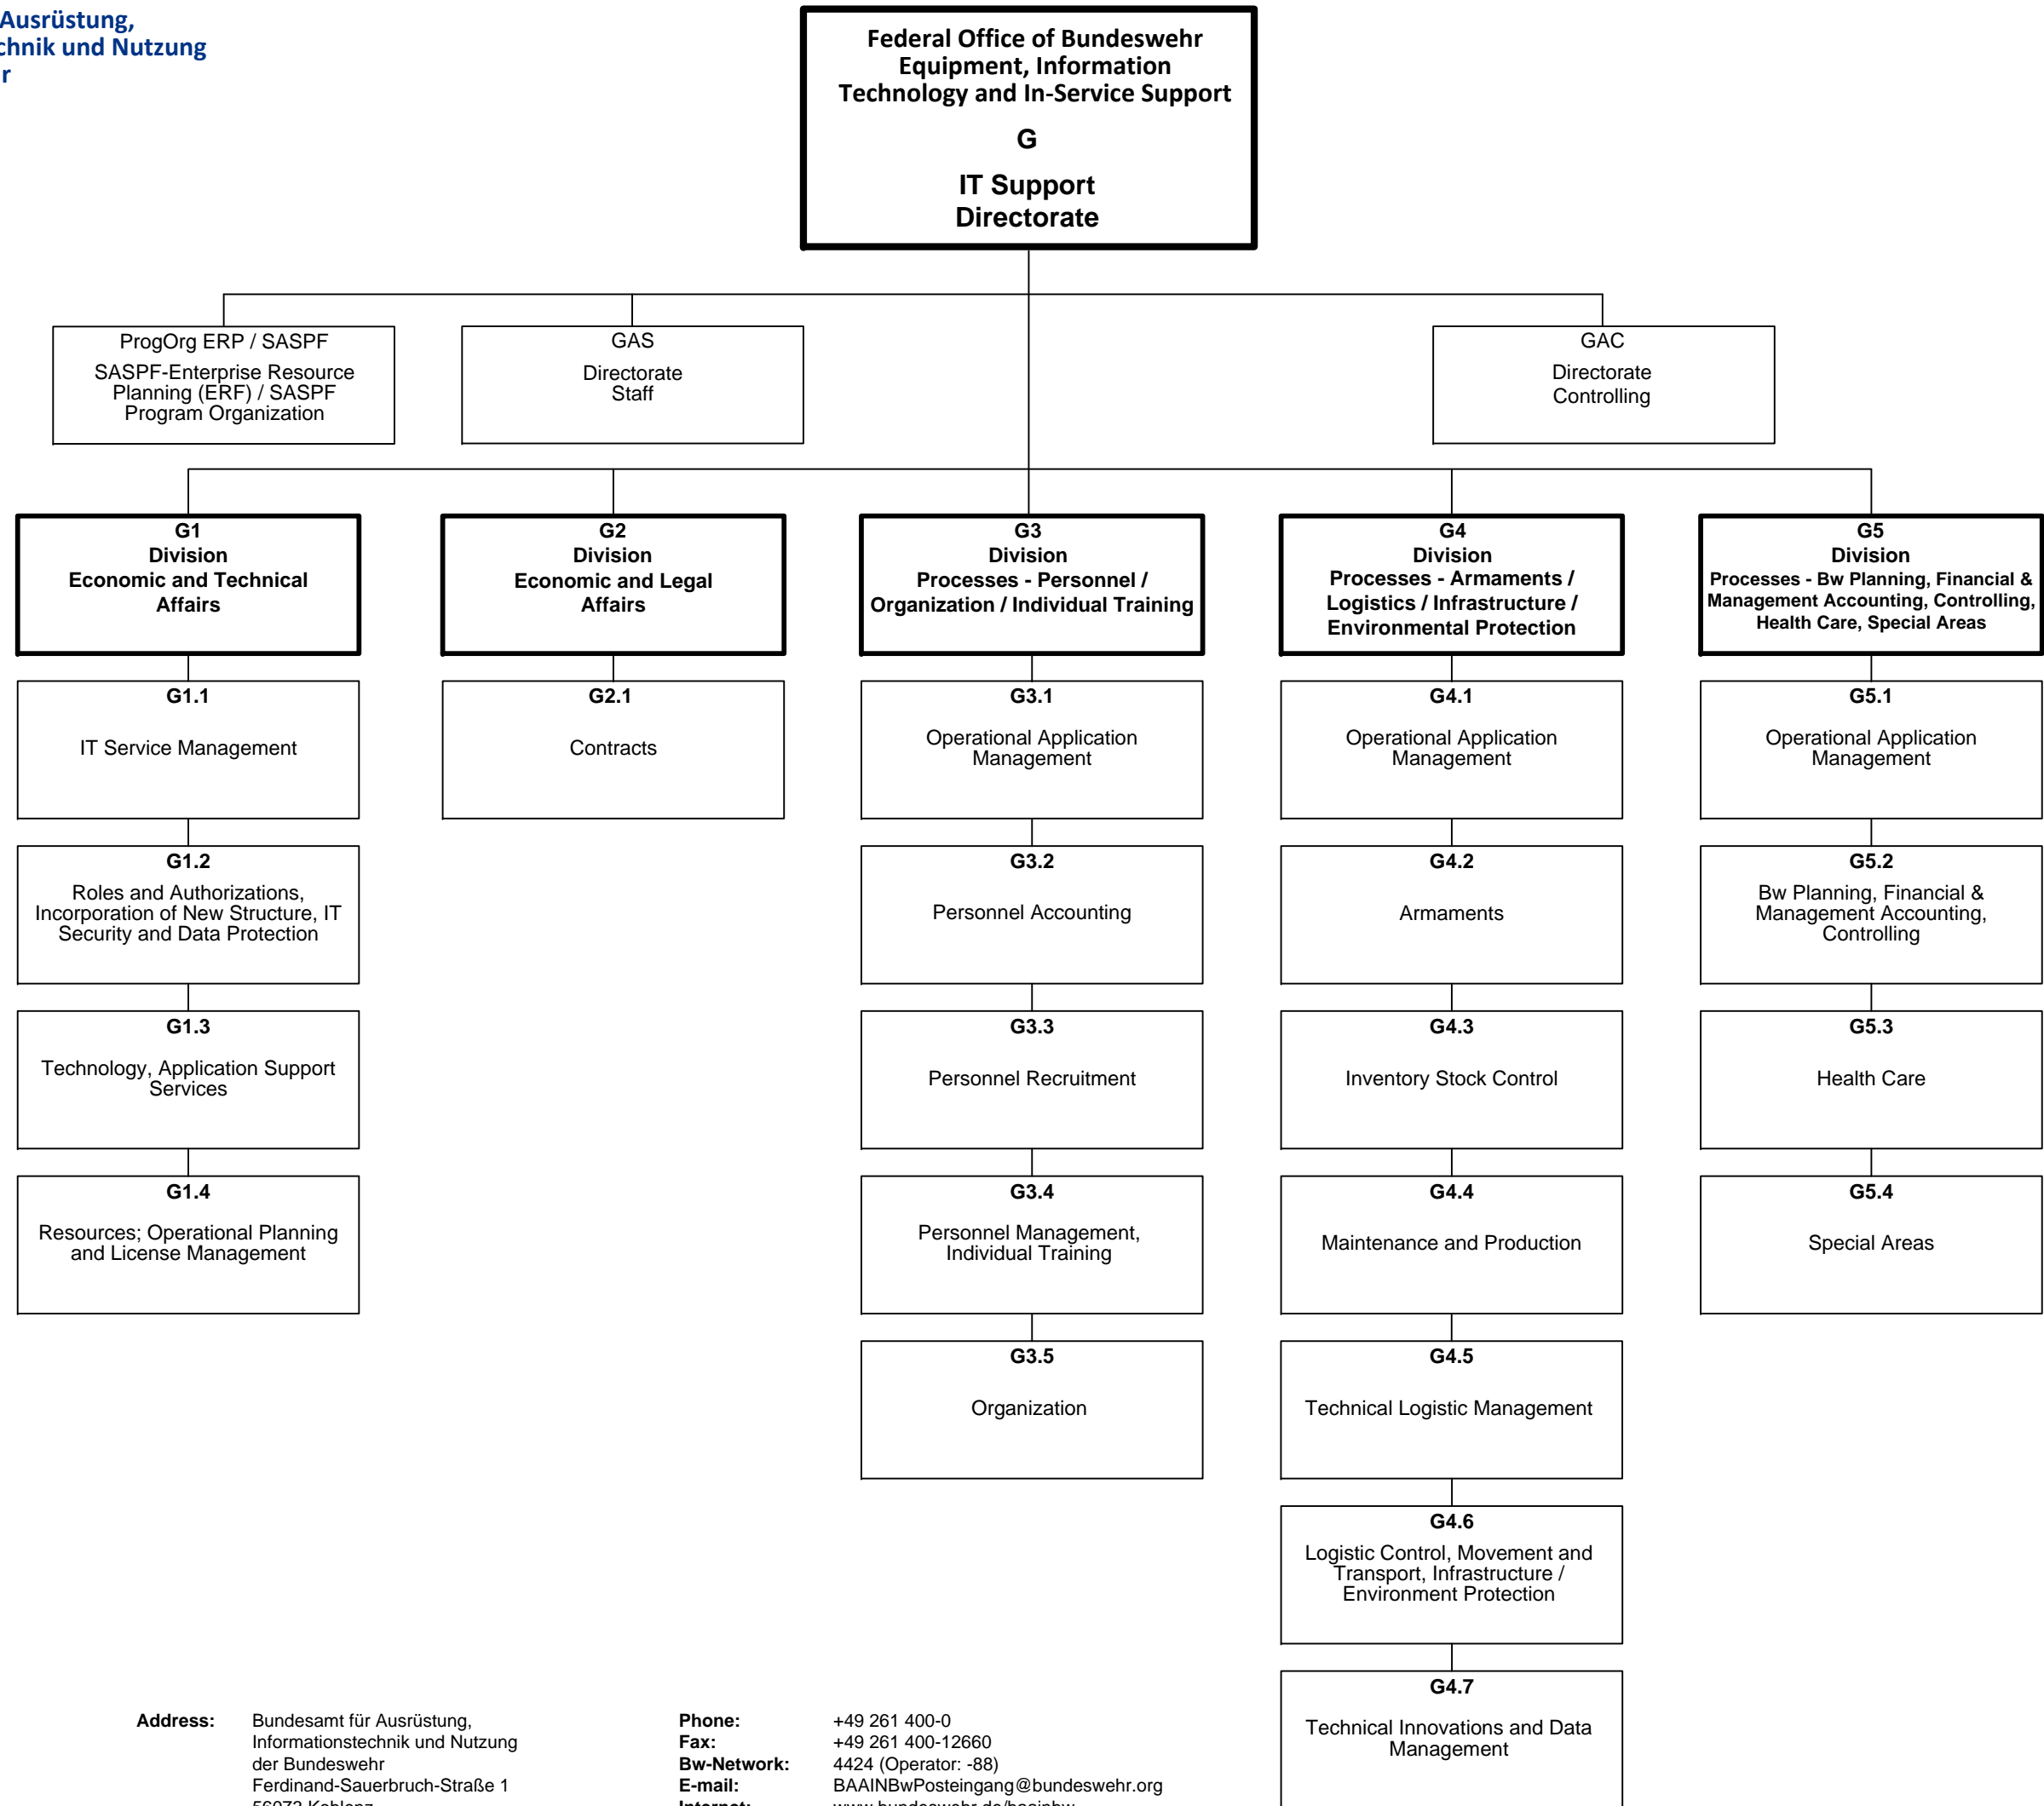 Ausrüstung,
chnik und Nutzung
r
Federal Office of Bundeswehr
Equipment, Information
Technology and In-Service Support
G
IT Support
Directorate
ProgOrg ERP / SASPF
SASPF-Enterprise Resource
Planning (ERF) / SASPF
Program Organization
GAS
Directorate
Staff
GAC
Directorate
Controlling
G1
Division
Economic and Technical
Affairs
G2
Division
Economic and Legal
Affairs
G3
Division
Processes - Personnel /
Organization / Individual Training
G4
Division
Processes - Armaments /
Logistics / Infrastructure /
Environmental Protection
G5
Division
Processes - Bw Planning, Financial &
Management Accounting, Controlling,
Health Care, Special Areas
G1.1
IT Service Management
G2.1
Contracts
G3.1
Operational Application
Management
G4.1
Operational Application
Management
G5.1
Operational Application
Management
G1.2
Roles and Authorizations,
Incorporation of New Structure, IT
Security and Data Protection
G3.2
Personnel Accounting
G4.2
Armaments
G5.2
Bw Planning, Financial &
Management Accounting,
Controlling
G1.3
Technology, Application Support
Services
G3.3
Personnel Recruitment
G4.3
Inventory Stock Control
G5.3
Health Care
G1.4
Resources; Operational Planning
and License Management
G3.4
Personnel Management,
Individual Training
G4.4
Maintenance and Production
G5.4
Special Areas
G3.5
Organization
G4.5
Technical Logistic Management
G4.6
Logistic Control, Movement and
Transport, Infrastructure /
Environment Protection
G4.7
Technical Innovations and Data
Management
Address: Bundesamt für Ausrüstung,
Informationstechnik und Nutzung
der Bundeswehr
Ferdinand-Sauerbruch-Straße 1
56073 Koblenz
Phone: +49 261 400-0
Fax: +49 261 400-12660
Bw-Network: 4424 (Operator: -88)
E-mail: BAAINBwPosteingang@bundeswehr.org
Internet: www.bundeswehr.de/baainbw